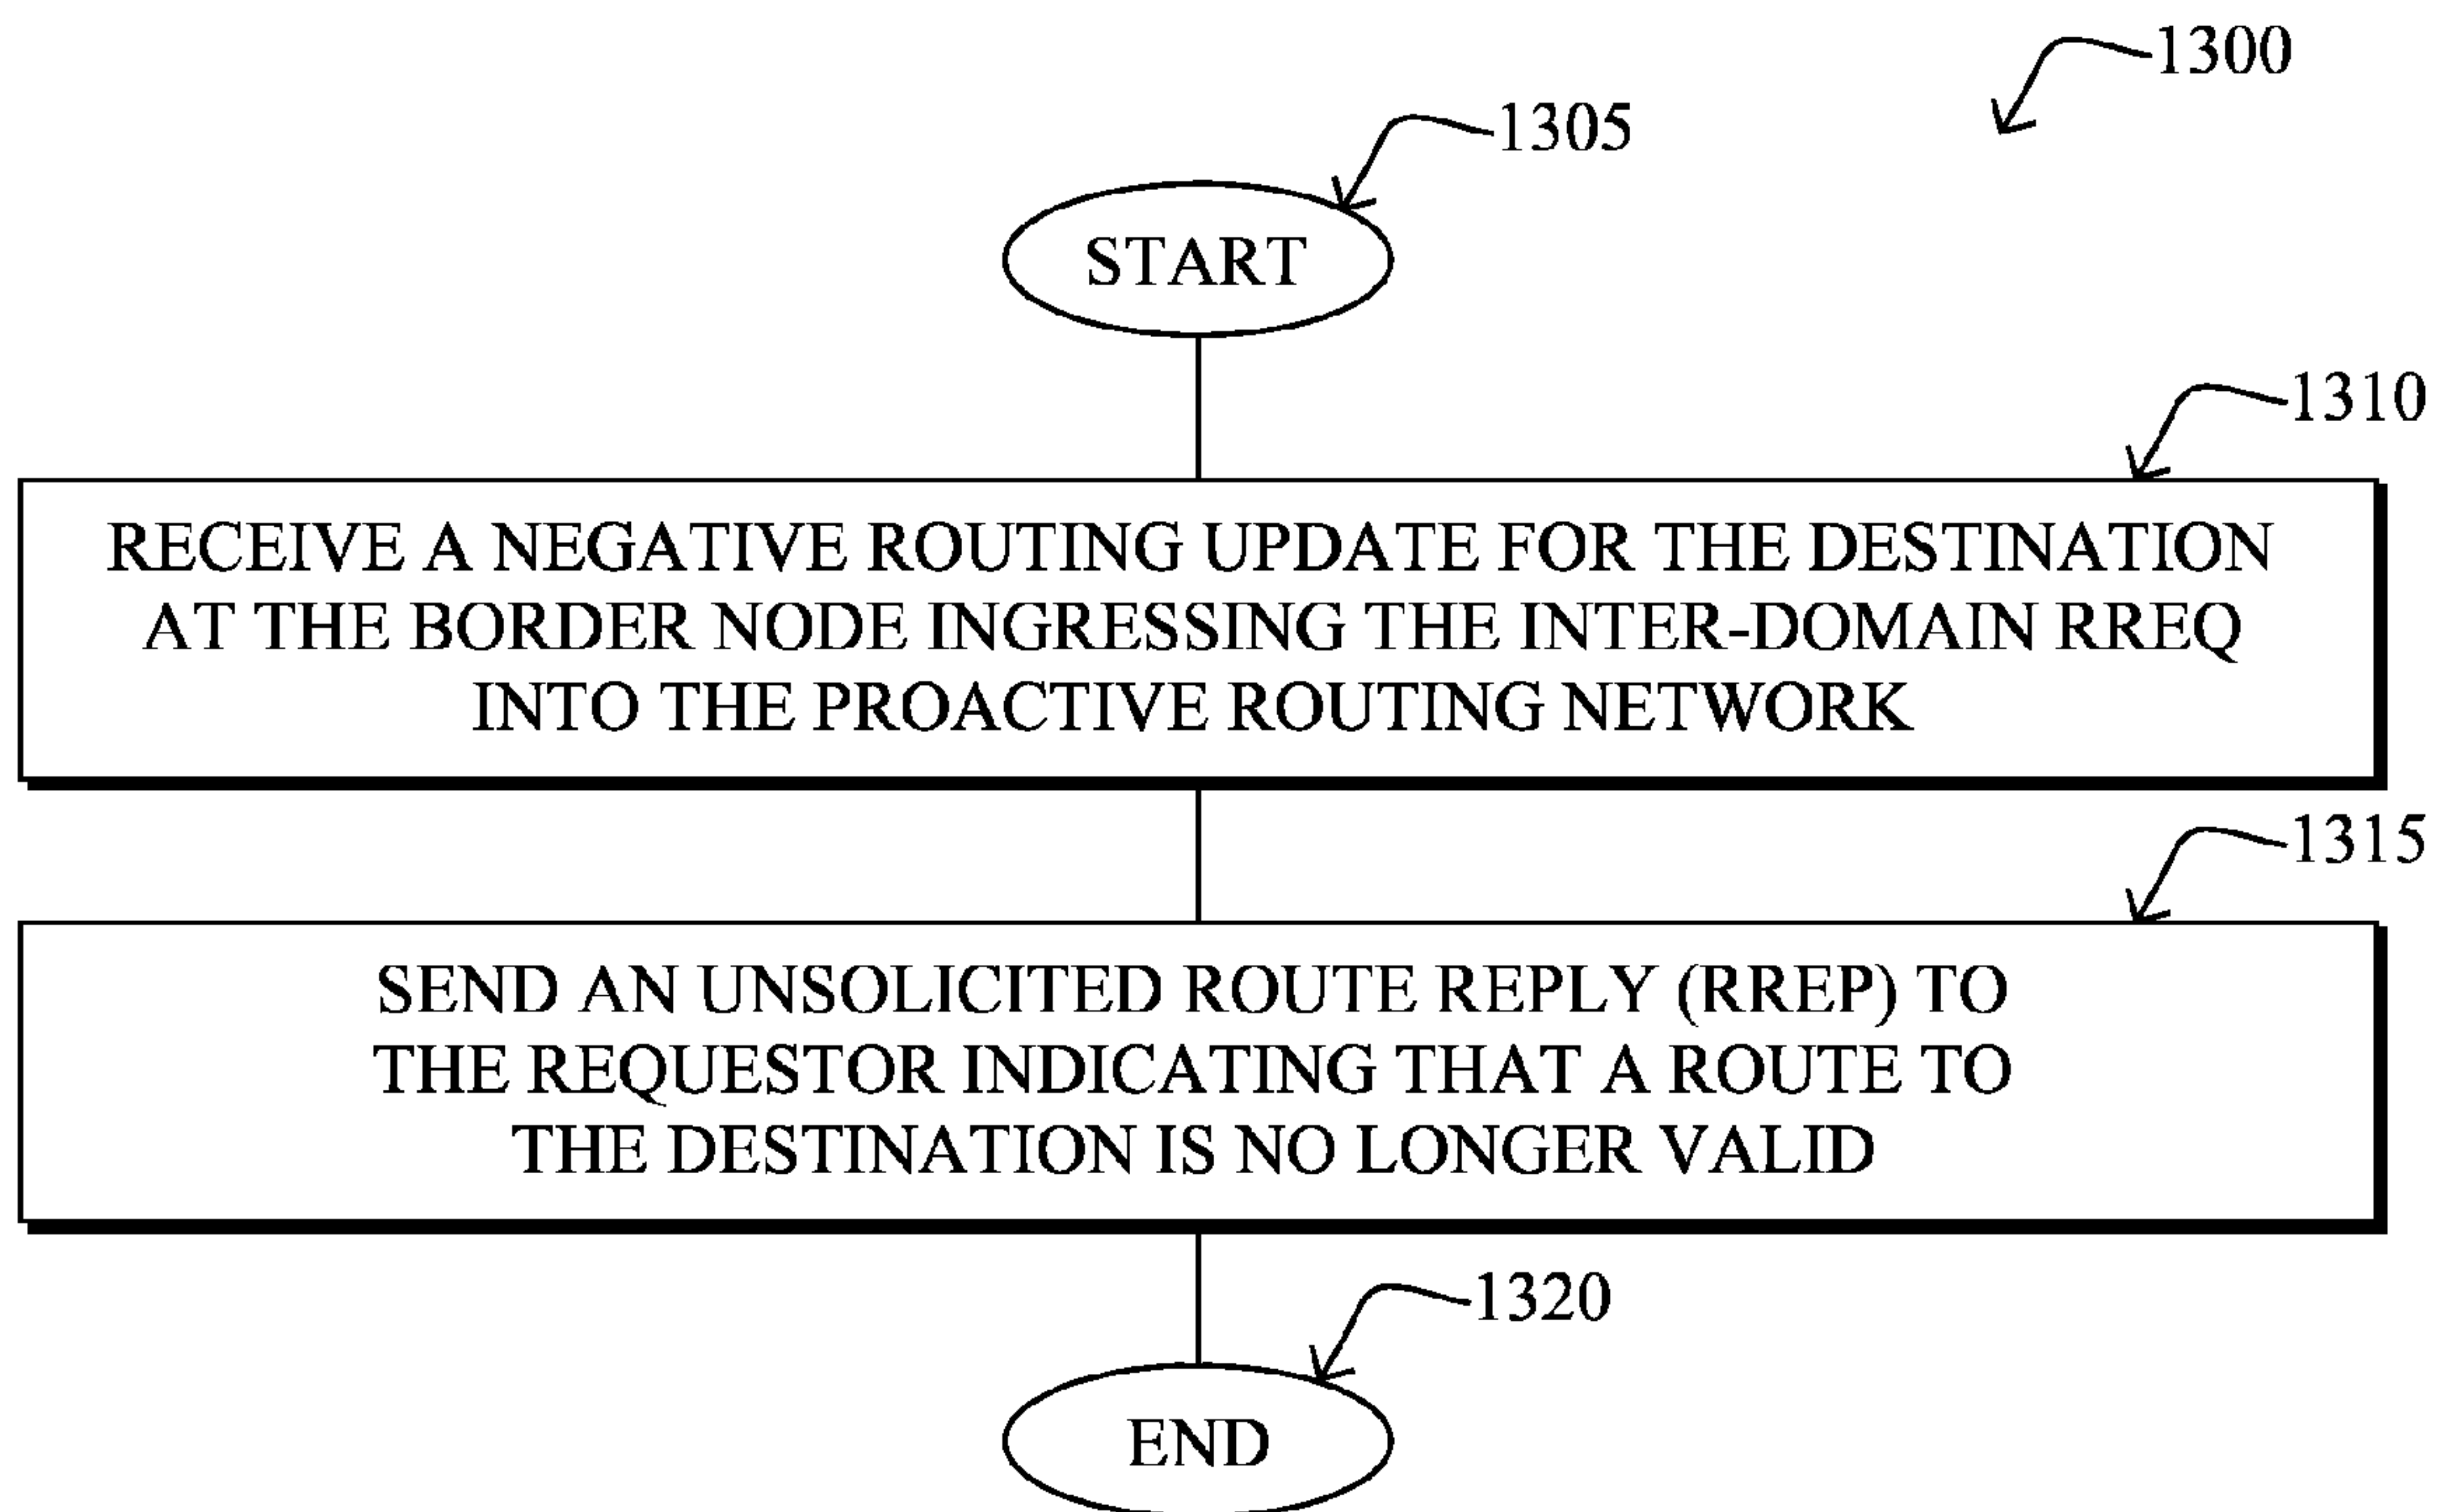 1300
1305
START
1310
RECEIVE A NEGATIVE ROUTING UPDATE FOR THE DESTINATION
AT THE BORDER NODE INGRESSING THE INTER-DOMAIN RREQ
INTO THE PROACTIVE ROUTING NETWORK
1315
SEND AN UNSOLICITED ROUTE REPLY (RREP) TO
THE REQUESTOR INDICATING THAT A ROUTE TO
THE DESTINATION IS NO LONGER VALID
1320
END